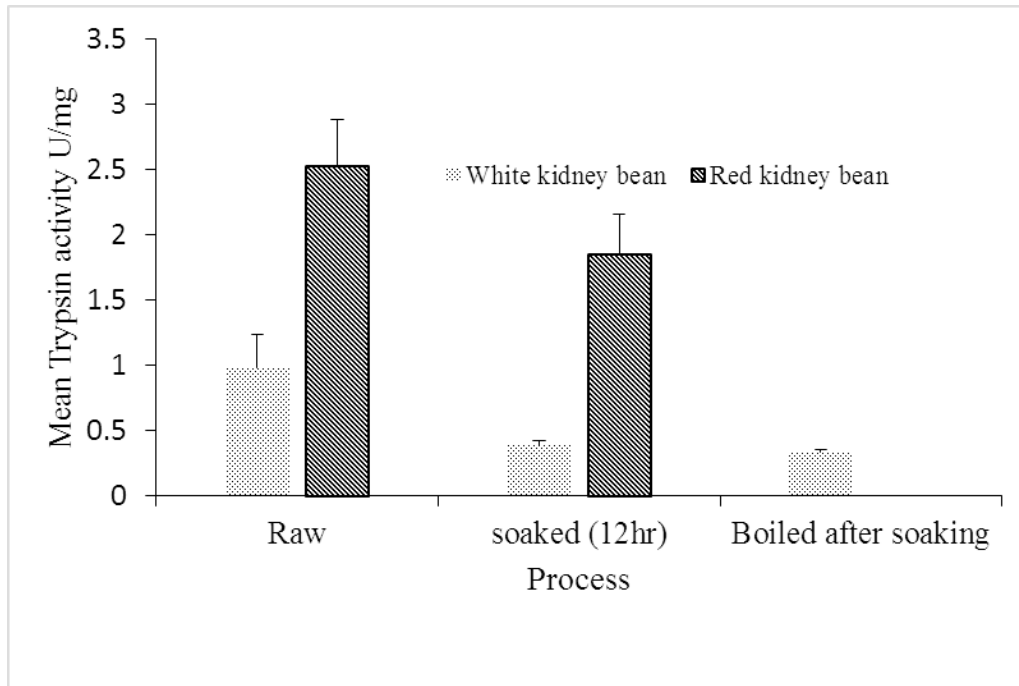 Mean Trypsin activity U/mg
3.5
3
2.5
2
1.5
1
0.5
0
White kidney bean Red kidney bean
Raw soaked (12hr) Boiled after soaking
Process